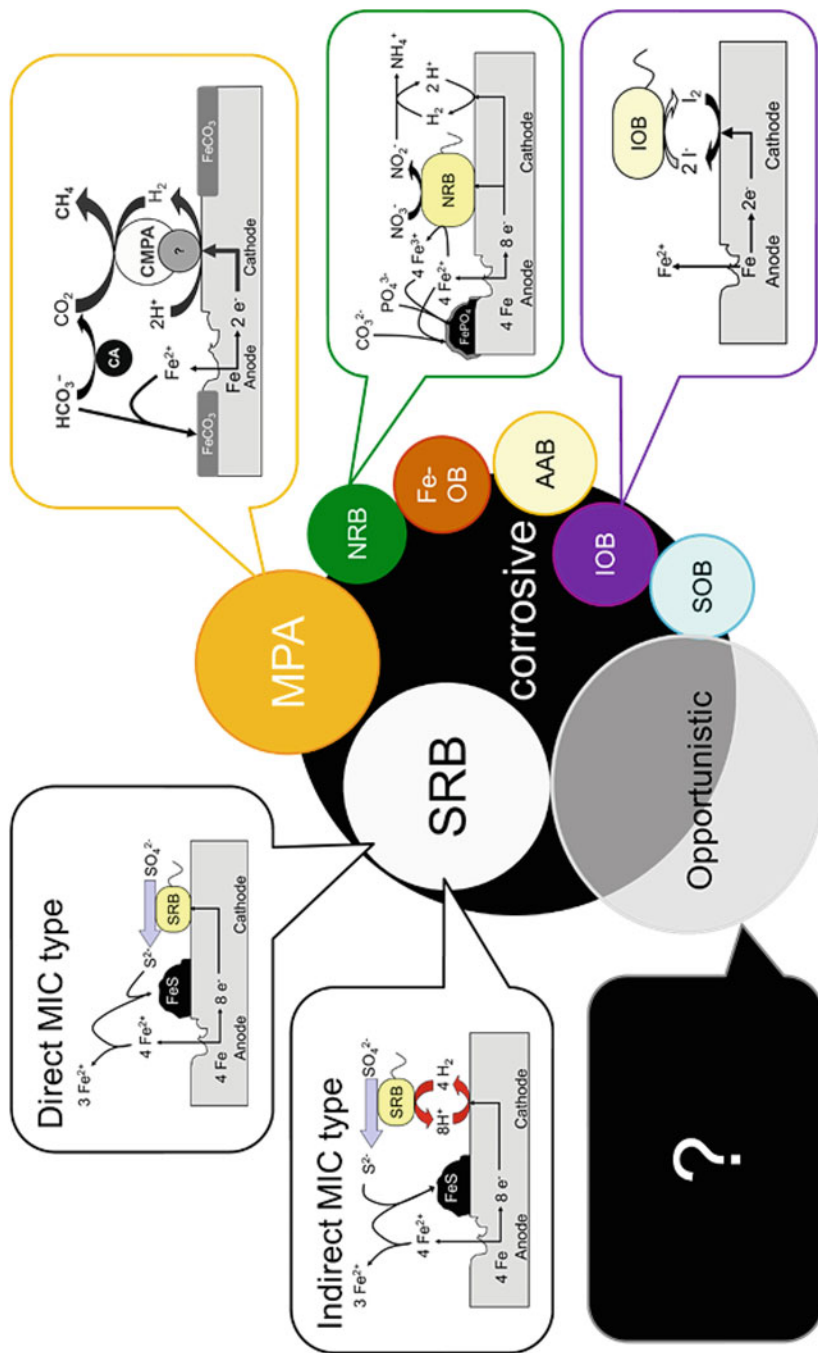 Direct MIC type
3 Fe²⁺
S²⁻
SO₄²⁻
4 Fe²⁺
FeS
SRB
4 Fe
8 e⁻
Anode
Cathode
Indirect MIC type
3 Fe²⁺
S²⁻
SO₄²⁻
4 Fe²⁺
FeS
SRB
8H⁺
4 H₂
4 Fe
8 e⁻
Anode
Cathode
?
MPA
SRB
corrosive
Opportunistic
NRB
Fe-
OB
AAB
IOB
SOB
HCO₃⁻
CO₂
CH₄
CA
CMPA
?
H₂
2H⁺
Fe²⁺
FeCO₃
Fe
2 e⁻
FeCO₃
Anode
Cathode
CO₃²⁻
PO₄³⁻
NO₃⁻
NO₂⁻
NH₄⁺
4 Fe³⁺
4 Fe²⁺
NRB
H₂
2 H⁺
FePO₄
4 Fe
8 e⁻
Anode
Cathode
Fe²⁺
IOB
2 I⁻
I₂
Fe
2e⁻
Anode
Cathode